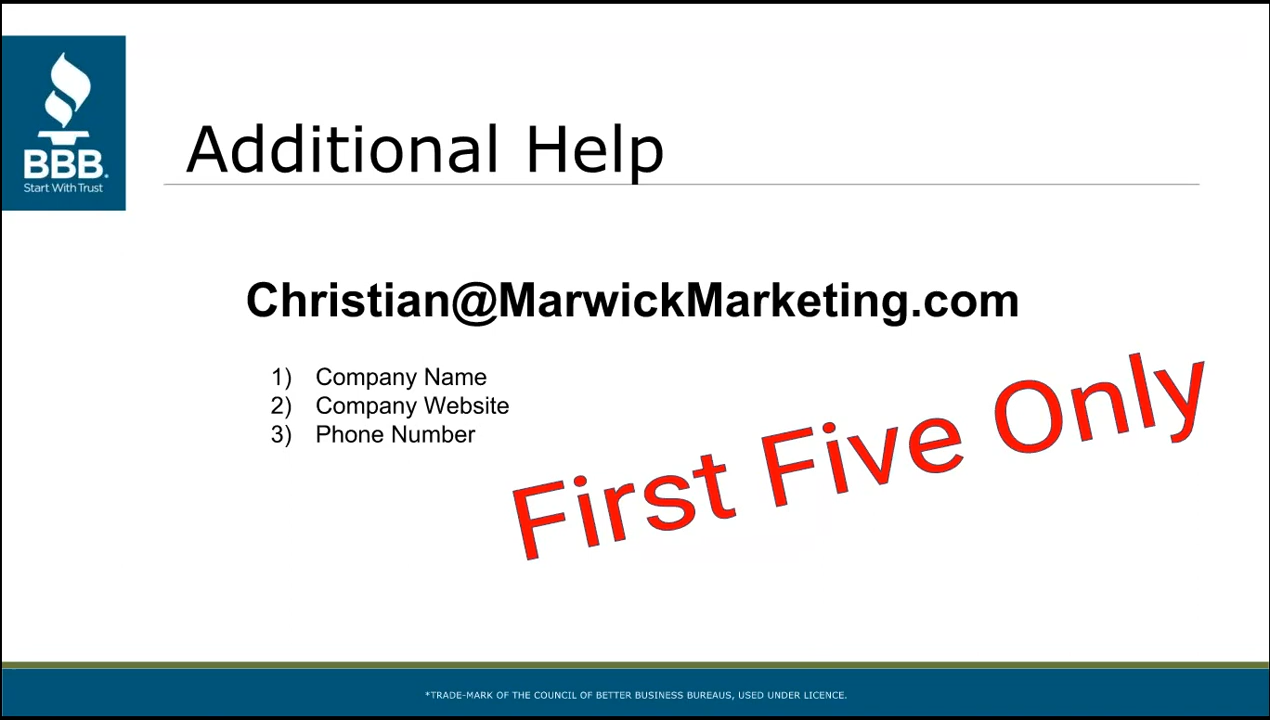 BBB.
Start With Trust
Additional Help
Christian@MarwickMarketing.com
1) Company Name
2) Company Website
3) Phone Number
First Five Only
*TRADE-MARK OF THE COUNCIL OF BETTER BUSINESS BUREAUS, USED UNDER LICENCE.